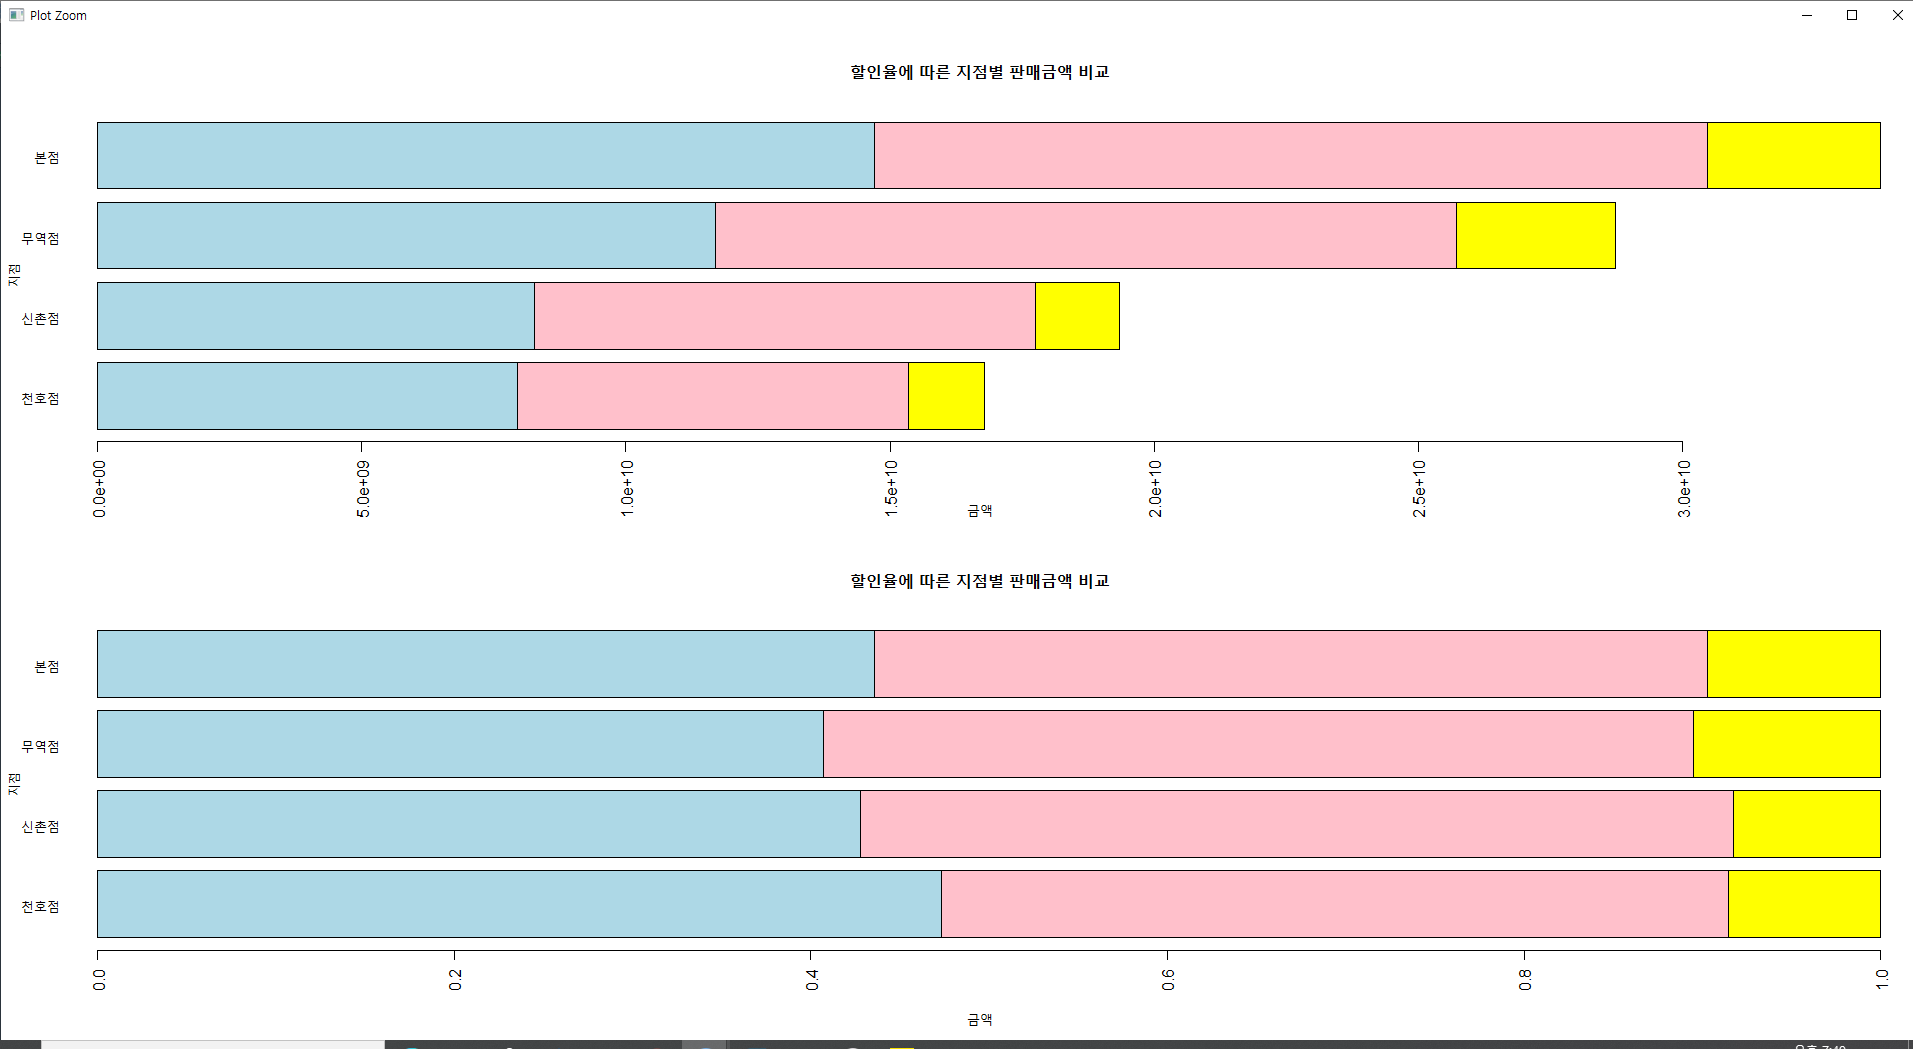 Plot Zoom
할인율에 따른 지점별 판매금액 비교
본점
무역점
신촌점
천호점
지점
0.0e+00
5.0e+09
1.0e+10
1.5e+10
2.0e+10
2.5e+10
3.0e+10
금액
할인율에 따른 지점별 판매금액 비교
본점
무역점
신촌점
천호점
지점
0.0
0.2
0.4
0.6
0.8
1.0
금액